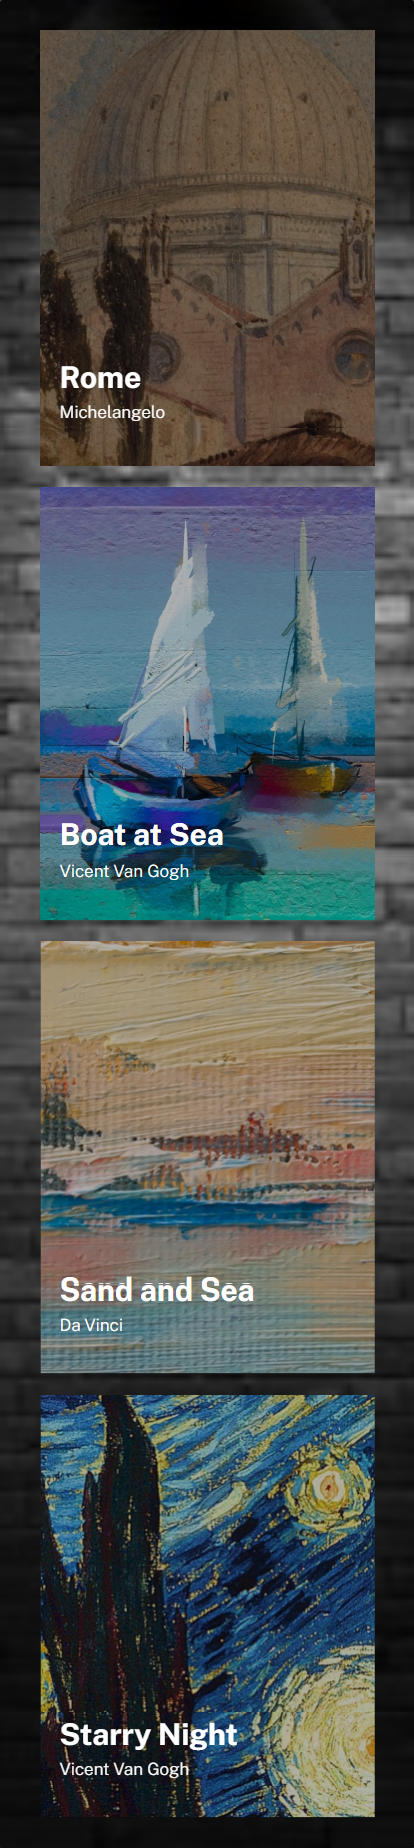 Rome
Michelangelo
Boat at Sea
Vicent Van Gogh
Sand and Sea
Da Vinci
Starry Night
Vicent Van Gogh